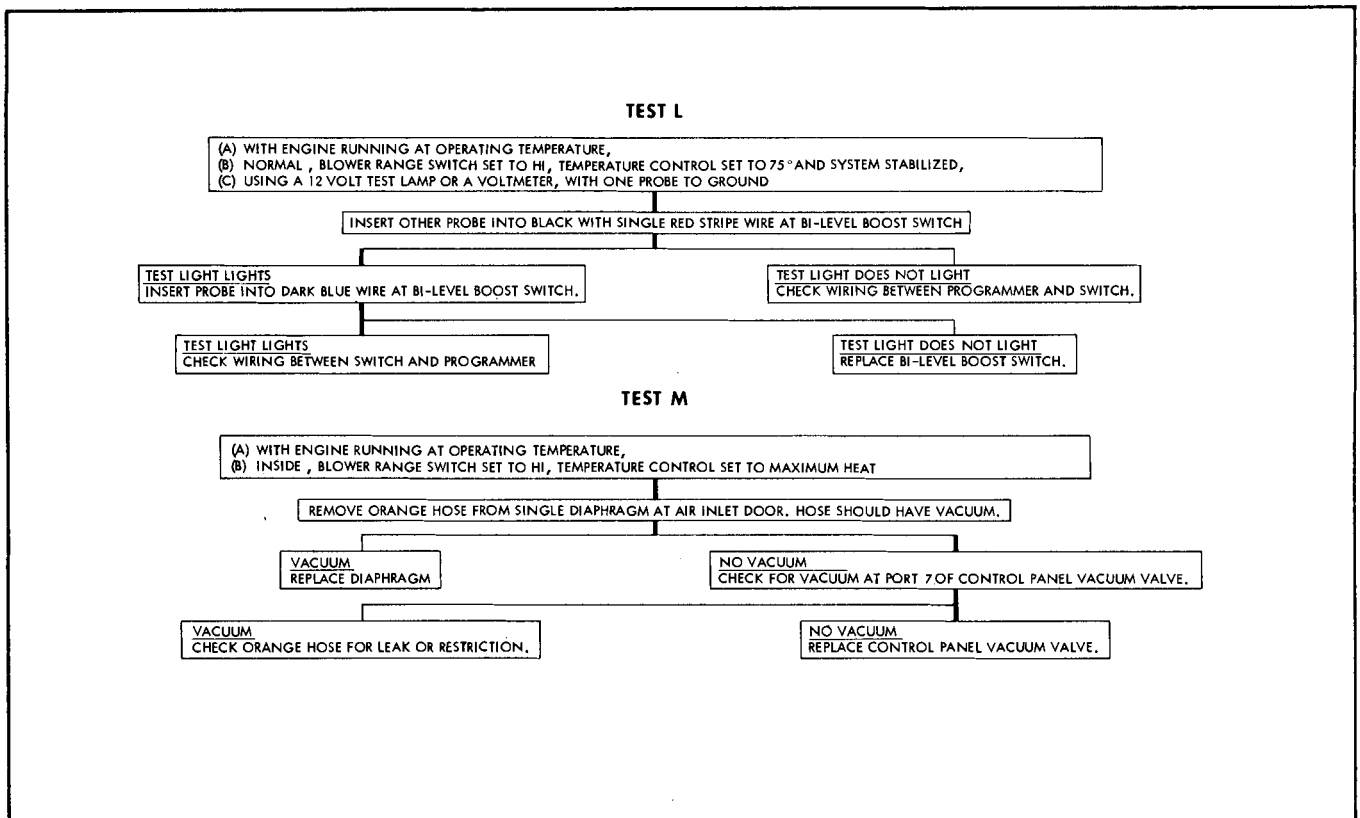 TEST L
(A) WITH ENGINE RUNNING AT OPERATING TEMPERATURE,
(B) NORMAL , BLOWER RANGE SWITCH SET TO HI, TEMPERATURE CONTROL SET TO 75° AND SYSTEM STABILIZED,
(C) USING A 12 VOLT TEST LAMP OR A VOLTMETER, WITH ONE PROBE TO GROUND
INSERT OTHER PROBE INTO BLACK WITH SINGLE RED STRIPE WIRE AT BI-LEVEL BOOST SWITCH
TEST LIGHT LIGHTS
INSERT PROBE INTO DARK BLUE WIRE AT BI-LEVEL BOOST SWITCH.
TEST LIGHT DOES NOT LIGHT
CHECK WIRING BETWEEN PROGRAMMER AND SWITCH.
TEST LIGHT LIGHTS
CHECK WIRING BETWEEN SWITCH AND PROGRAMMER
TEST LIGHT DOES NOT LIGHT
REPLACE BI-LEVEL BOOST SWITCH.
TEST M
(A) WITH ENGINE RUNNING AT OPERATING TEMPERATURE,
(B) INSIDE , BLOWER RANGE SWITCH SET TO HI, TEMPERATURE CONTROL SET TO MAXIMUM HEAT
REMOVE ORANGE HOSE FROM SINGLE DIAPHRAGM AT AIR INLET DOOR. HOSE SHOULD HAVE VACUUM.
VACUUM
REPLACE DIAPHRAGM
NO VACUUM
CHECK FOR VACUUM AT PORT 7 OF CONTROL PANEL VACUUM VALVE.
VACUUM
CHECK ORANGE HOSE FOR LEAK OR RESTRICTION.
NO VACUUM
REPLACE CONTROL PANEL VACUUM VALVE.